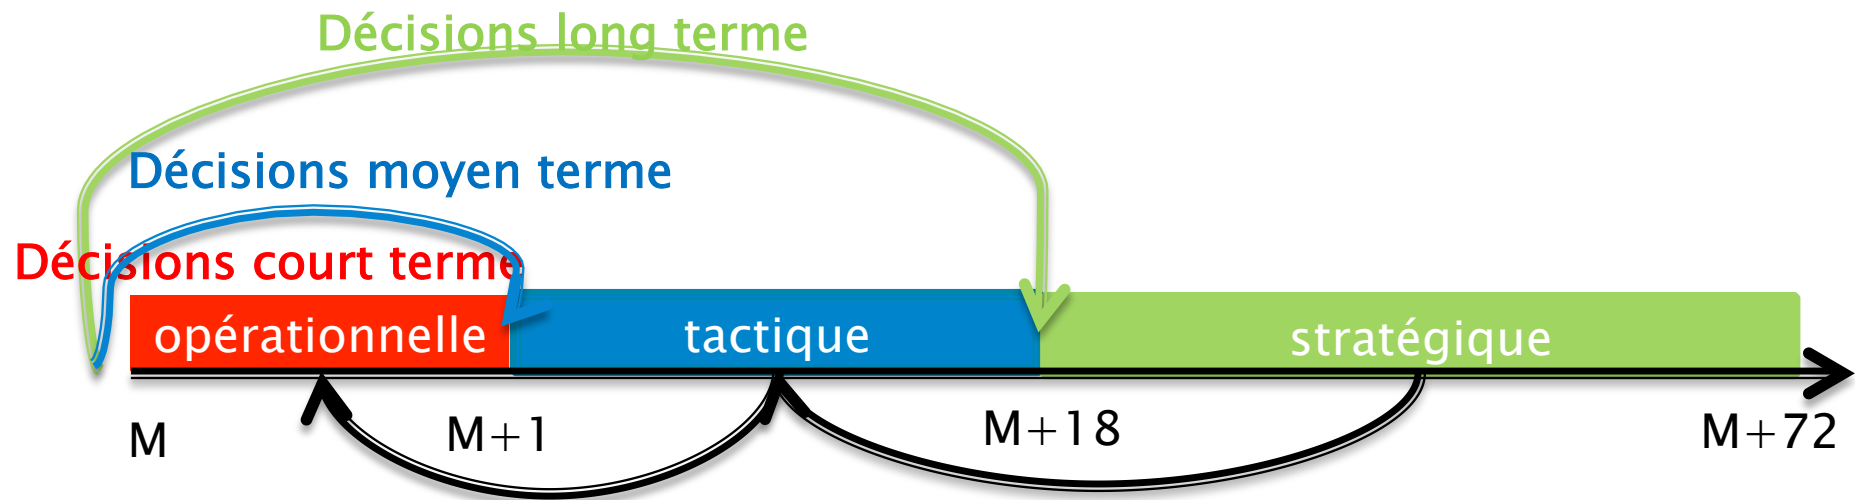 Décisions long terme
Décisions moyen terme
Décisions court terme
opérationnelle tactique stratégique
M M+1 M+18 M+72